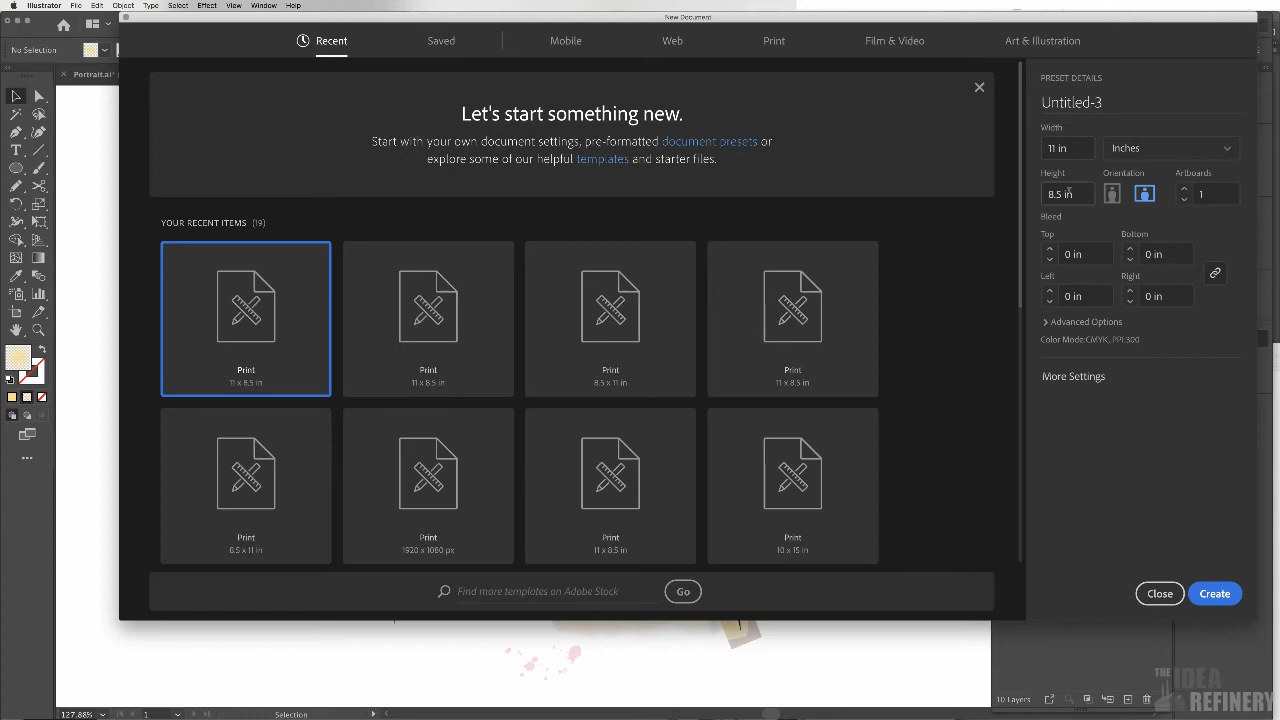 Illustrator File Edit Object Type Select Effect View Window Help
New Document
No Selection
Portrait.ai*
Recent Saved Mobile Web Print Film & Video Art & Illustration
Let's start something new.
Start with your own document settings, pre-formatted document presets or
explore some of our helpful templates and starter files.
YOUR RECENT ITEMS (19)
Print Print Print Print
11 x 8.5 in 11 x 8.5 in 8.5 x 11 in 11 x 8.5 in
Print Print Print Print
8.5 x 11 in 1920 x 1080 px 11 x 8.5 in 10 x 15 in
Find more templates on Adobe Stock Go
PRESET DETAILS
Untitled-3
Width
11 in Inches
Height Orientation Artboards
8.5 in 1
Bleed
Top Bottom
0 in 0 in
Left Right
0 in 0 in
Advanced Options
Color Mode:CMYK, PPI:300
More Settings
Close Create
10 Layers
127.88% 1 Selection
THE IDEA
REFINERY